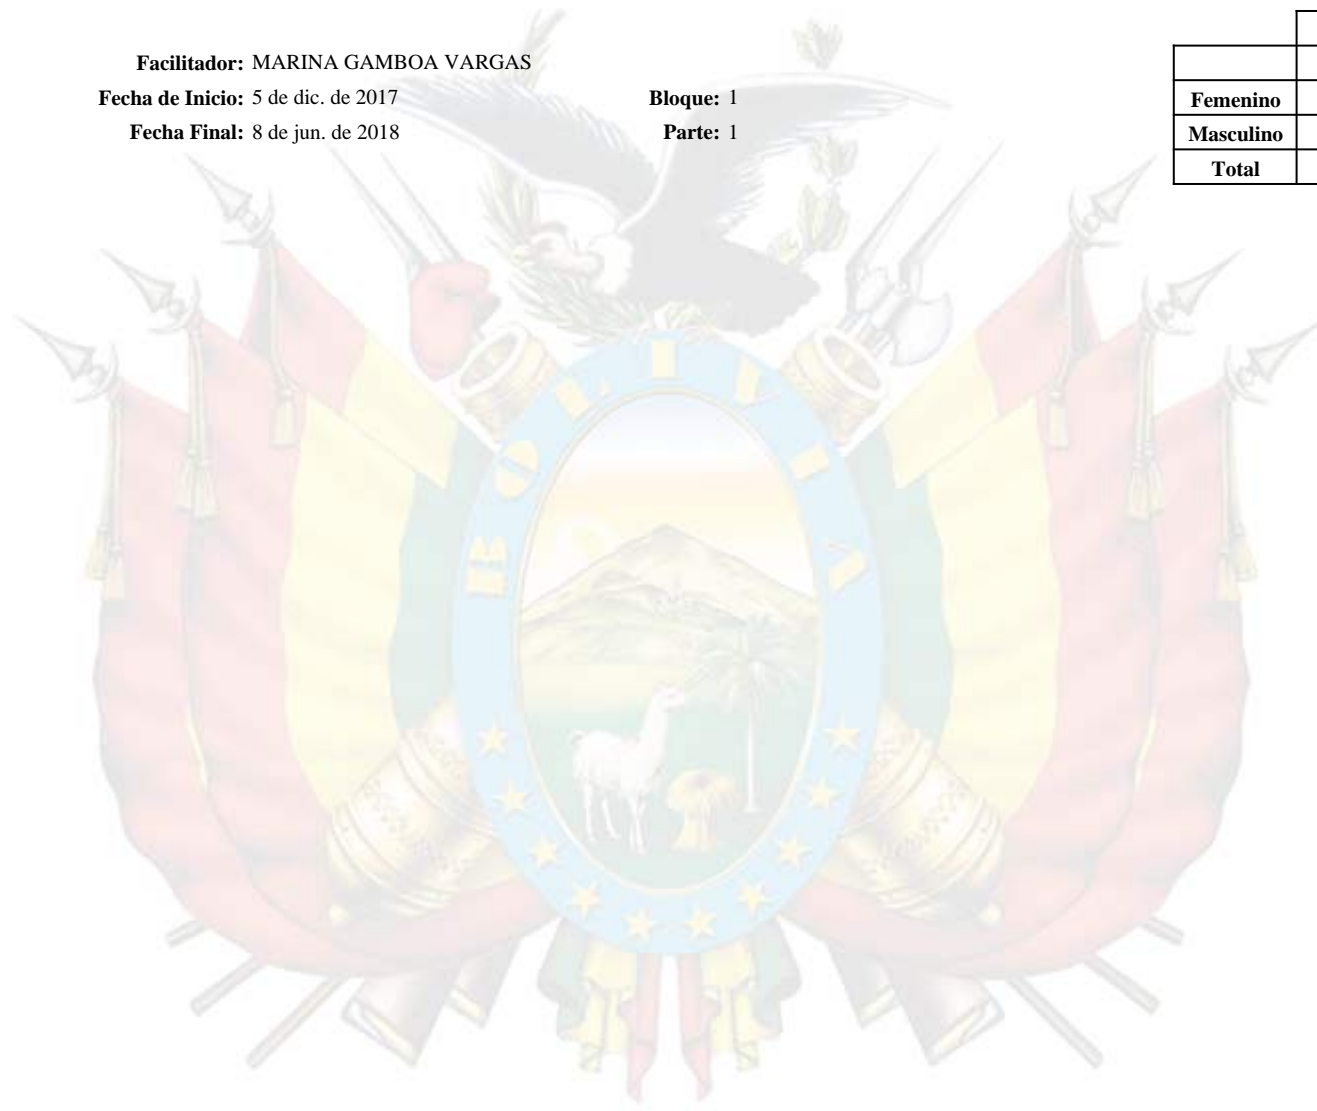 Facilitador: MARINA GAMBOA VARGAS
Fecha de Inicio: 5 de dic. de 2017 Bloque: 1
Fecha Final: 8 de jun. de 2018 Parte: 1
Femenino
Masculino
Total
BOLIVIA